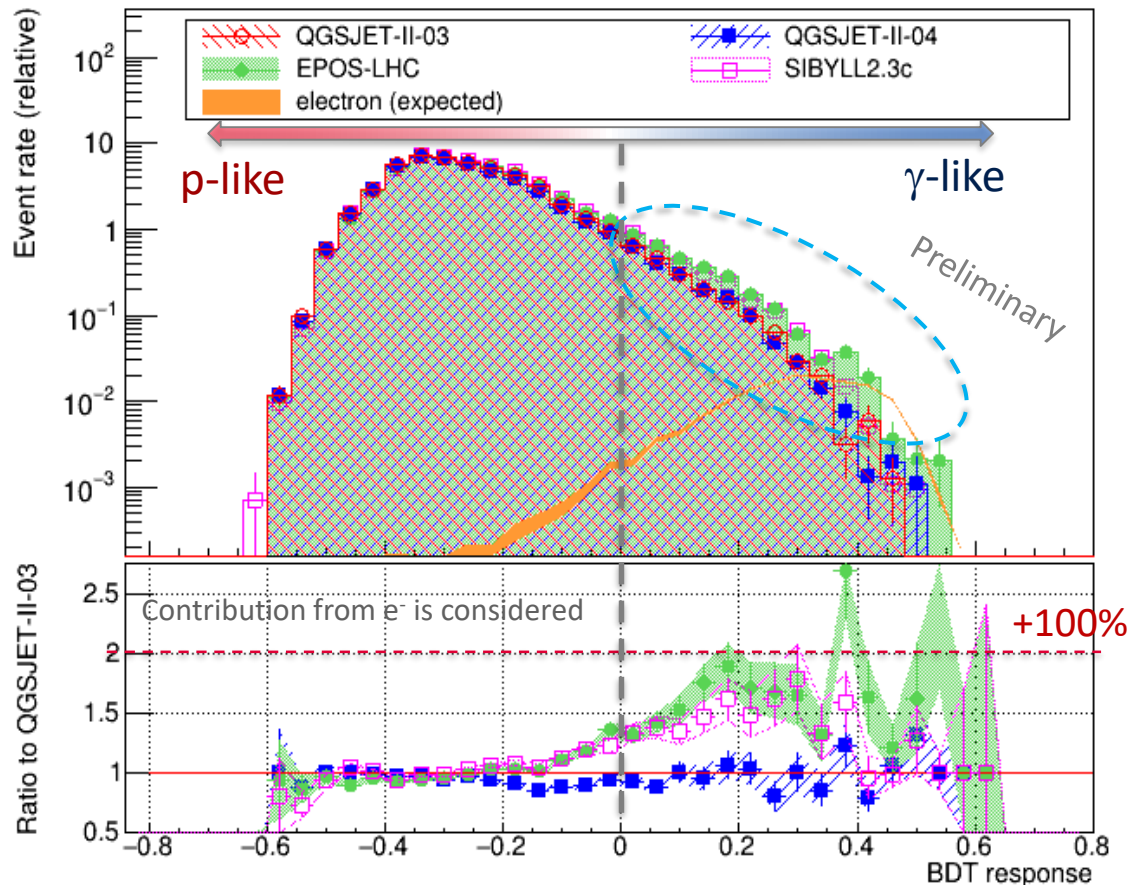 QGSJET-II-03
QGSJET-II-04
EPOS-LHC
SIBYLL2.3c
electron (expected)
p-like
γ-like
Preliminary
Event rate (relative)
10²
10
1
10⁻¹
10⁻²
10⁻³
Contribution from e⁻ is considered
+100%
Ratio to QGSJET-II-03
2.5
2
1.5
1
0.5
−0.8 −0.6 −0.4 −0.2 0 0.2 0.4 0.6 0.8
BDT response